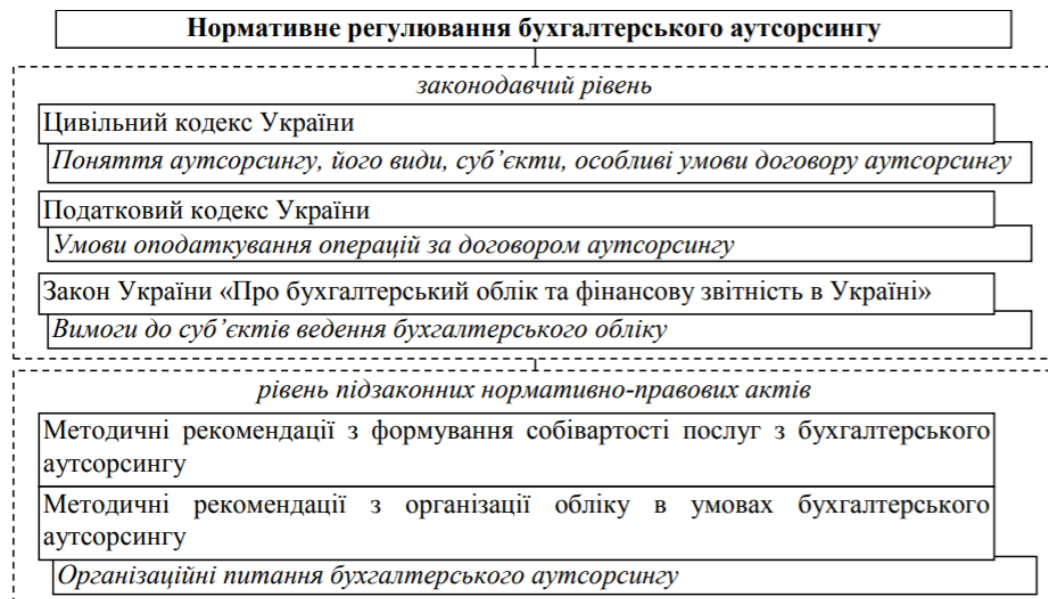 Нормативне регулювання бухгалтерського аутсорсингу
законодавчий рівень
Цивільний кодекс України
Поняття аутсорсингу, його види, суб’єкти, особливі умови договору аутсорсингу
Податковий кодекс України
Умови оподаткування операцій за договором аутсорсингу
Закон України «Про бухгалтерський облік та фінансову звітність в Україні»
Вимоги до суб’єктів ведення бухгалтерського обліку
рівень підзаконних нормативно-правових актів
Методичні рекомендації з формування собівартості послуг з бухгалтерського
аутсорсингу
Методичні рекомендації з організації обліку в умовах бухгалтерського
аутсорсингу
Організаційні питання бухгалтерського аутсорсингу